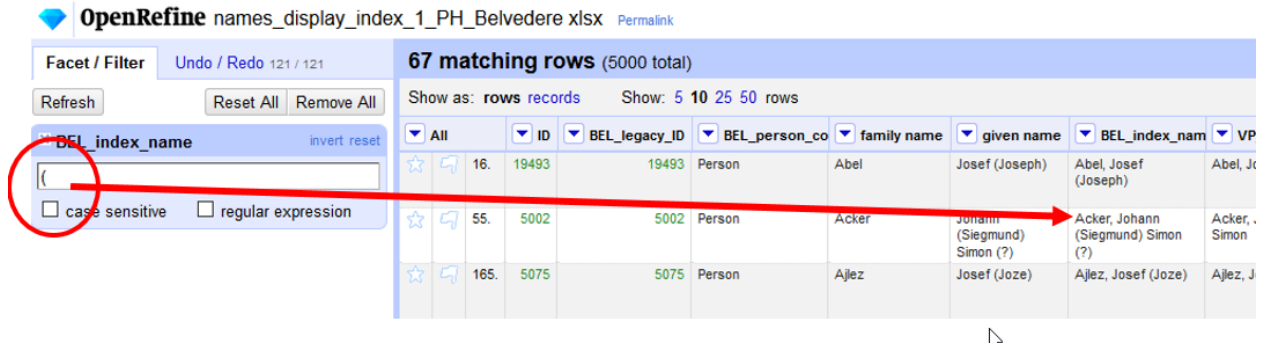 OpenRefine names_display_index_1_PH_Belvedere xlsx Permalink
Facet / Filter Undo / Redo 121 / 121
67 matching rows (5000 total)
Refresh Reset All Remove All
Show as: rows records Show: 5 10 25 50 rows
BEL_index_name invert reset
(
case sensitive regular expression
All ID BEL_legacy_ID BEL_person_co family name given name BEL_index_nam VP
16. 19493 19493 Person Abel Josef (Joseph) Abel, Josef Abel, Jo
(Joseph)
55. 5002 5002 Person Acker Johann Acker, Johann Acker, J
(Siegmund) (Siegmund) Simon Simon
Simon (?) (?)
165. 5075 5075 Person Ajlez Josef (Joze) Ajlez, Josef (Joze) Ajlez, J